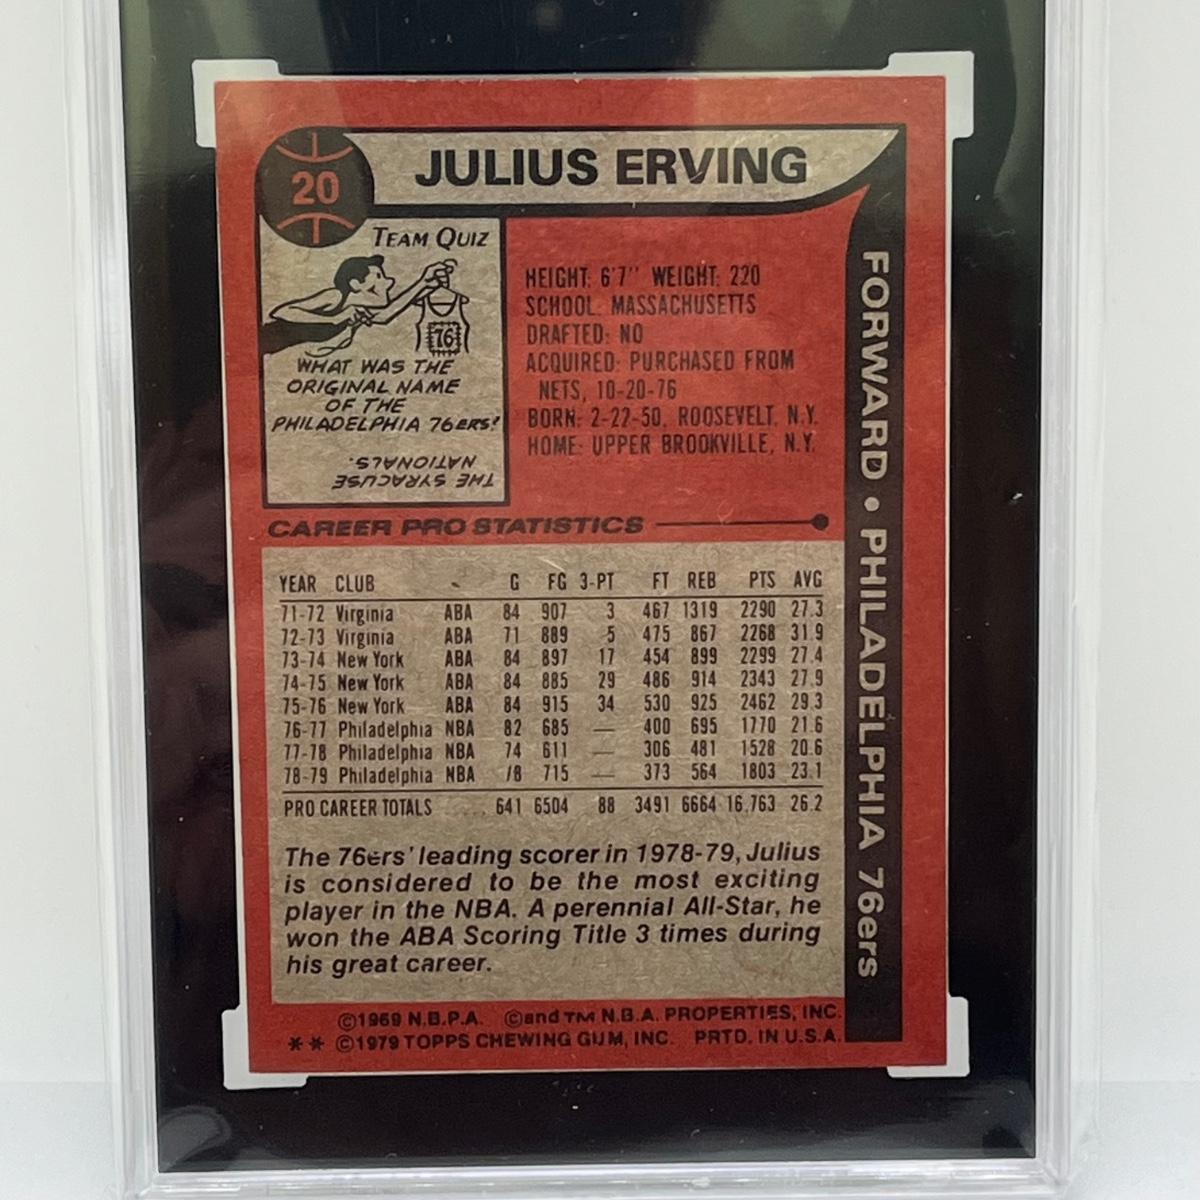 20
JULIUS ERVING
TEAM QUIZ
76
WHAT WAS THE
ORIGINAL NAME
OF THE
PHILADELPHIA 76ERS?
THE SYRACUSE
NATIONALS.
HEIGHT: 6'7" WEIGHT: 220
SCHOOL: MASSACHUSETTS
DRAFTED: NO
ACQUIRED: PURCHASED FROM
NETS, 10-20-76
BORN: 2-22-50, ROOSEVELT, N.Y.
HOME: UPPER BROOKVILLE, N.Y.
FORWARD • PHILADELPHIA 76ers
CAREER PRO STATISTICS
YEAR CLUB G FG 3-PT FT REB PTS AVG
71-72 Virginia ABA 84 907 3 467 1319 2290 27.3
72-73 Virginia ABA 71 889 5 475 867 2268 31.9
73-74 New York ABA 84 897 17 454 899 2299 27.4
74-75 New York ABA 84 885 29 486 914 2343 27.9
75-76 New York ABA 84 915 34 530 925 2462 29.3
76-77 Philadelphia NBA 82 685 — 400 695 1770 21.6
77-78 Philadelphia NBA 74 611 — 306 481 1528 20.6
78-79 Philadelphia NBA 78 715 — 373 564 1803 23.1
PRO CAREER TOTALS ..... 641 6504 88 3491 6664 16,763 26.2
The 76ers' leading scorer in 1978-79, Julius
is considered to be the most exciting
player in the NBA. A perennial All-Star, he
won the ABA Scoring Title 3 times during
his great career.
©1969 N.B.P.A. ©and TM N.B.A. PROPERTIES, INC.
** ©1979 TOPPS CHEWING GUM, INC. PRTD. IN U.S.A.